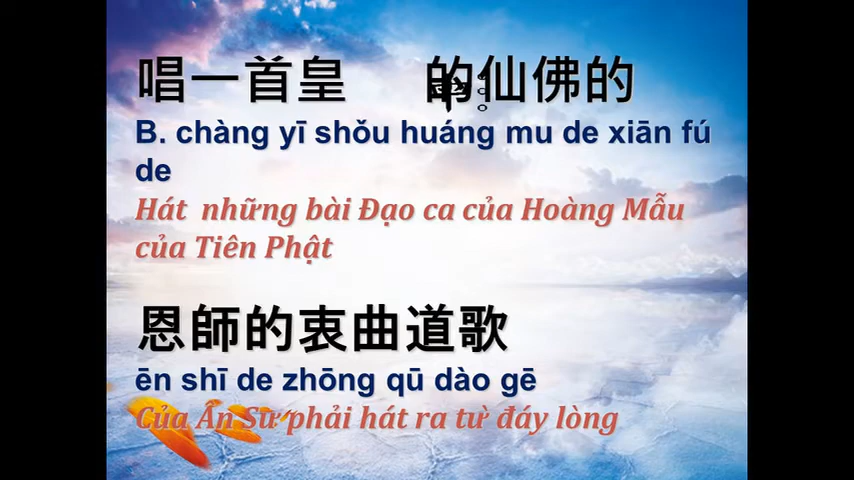 唱一首皇 的仙佛的
B. chàng yī shǒu huáng mu de xiān fú
de
Hát những bài Đạo ca của Hoàng Mẫu
của Tiên Phật
恩師的衷曲道歌
ēn shī de zhōng qū dào gē
Của Ân Sư phải hát ra từ đáy lòng